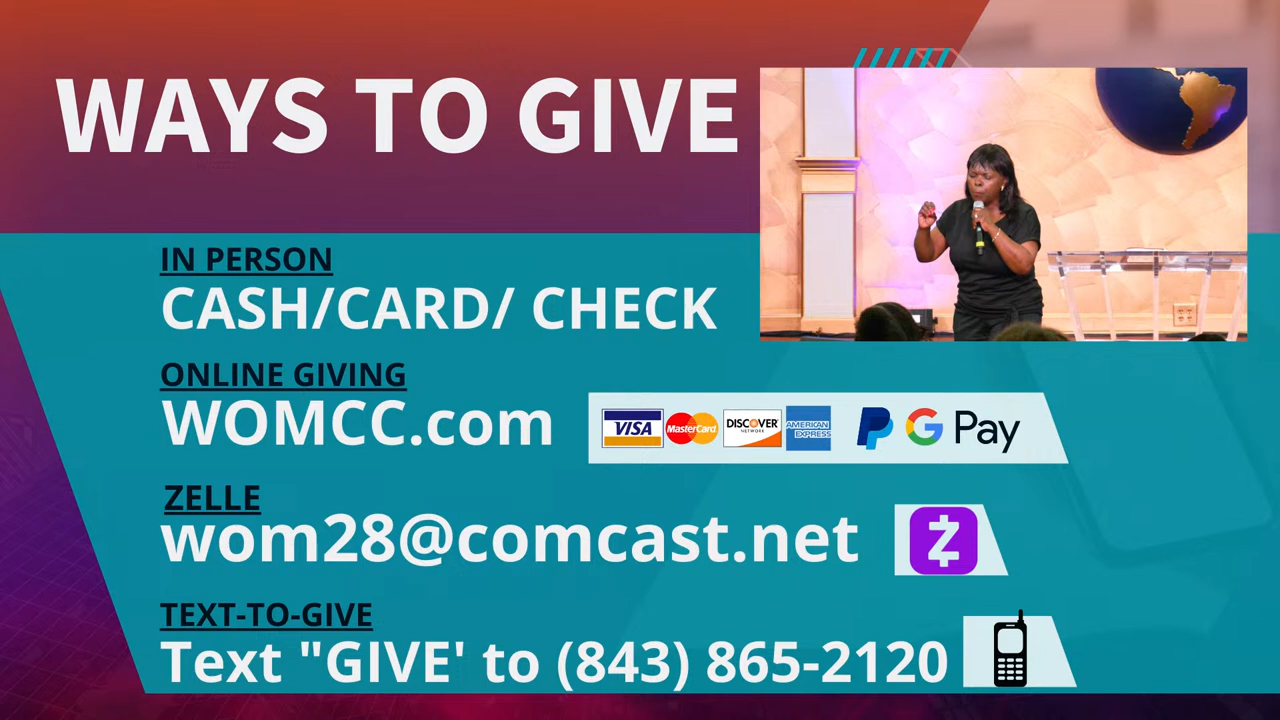 WAYS TO GIVE
IN PERSON
CASH/CARD/ CHECK
ONLINE GIVING
WOMCC.com
VISA MasterCard DISCOVER NETWORK AMERICAN EXPRESS P G Pay
ZELLE
wom28@comcast.net
TEXT-TO-GIVE
Text "GIVE' to (843) 865-2120